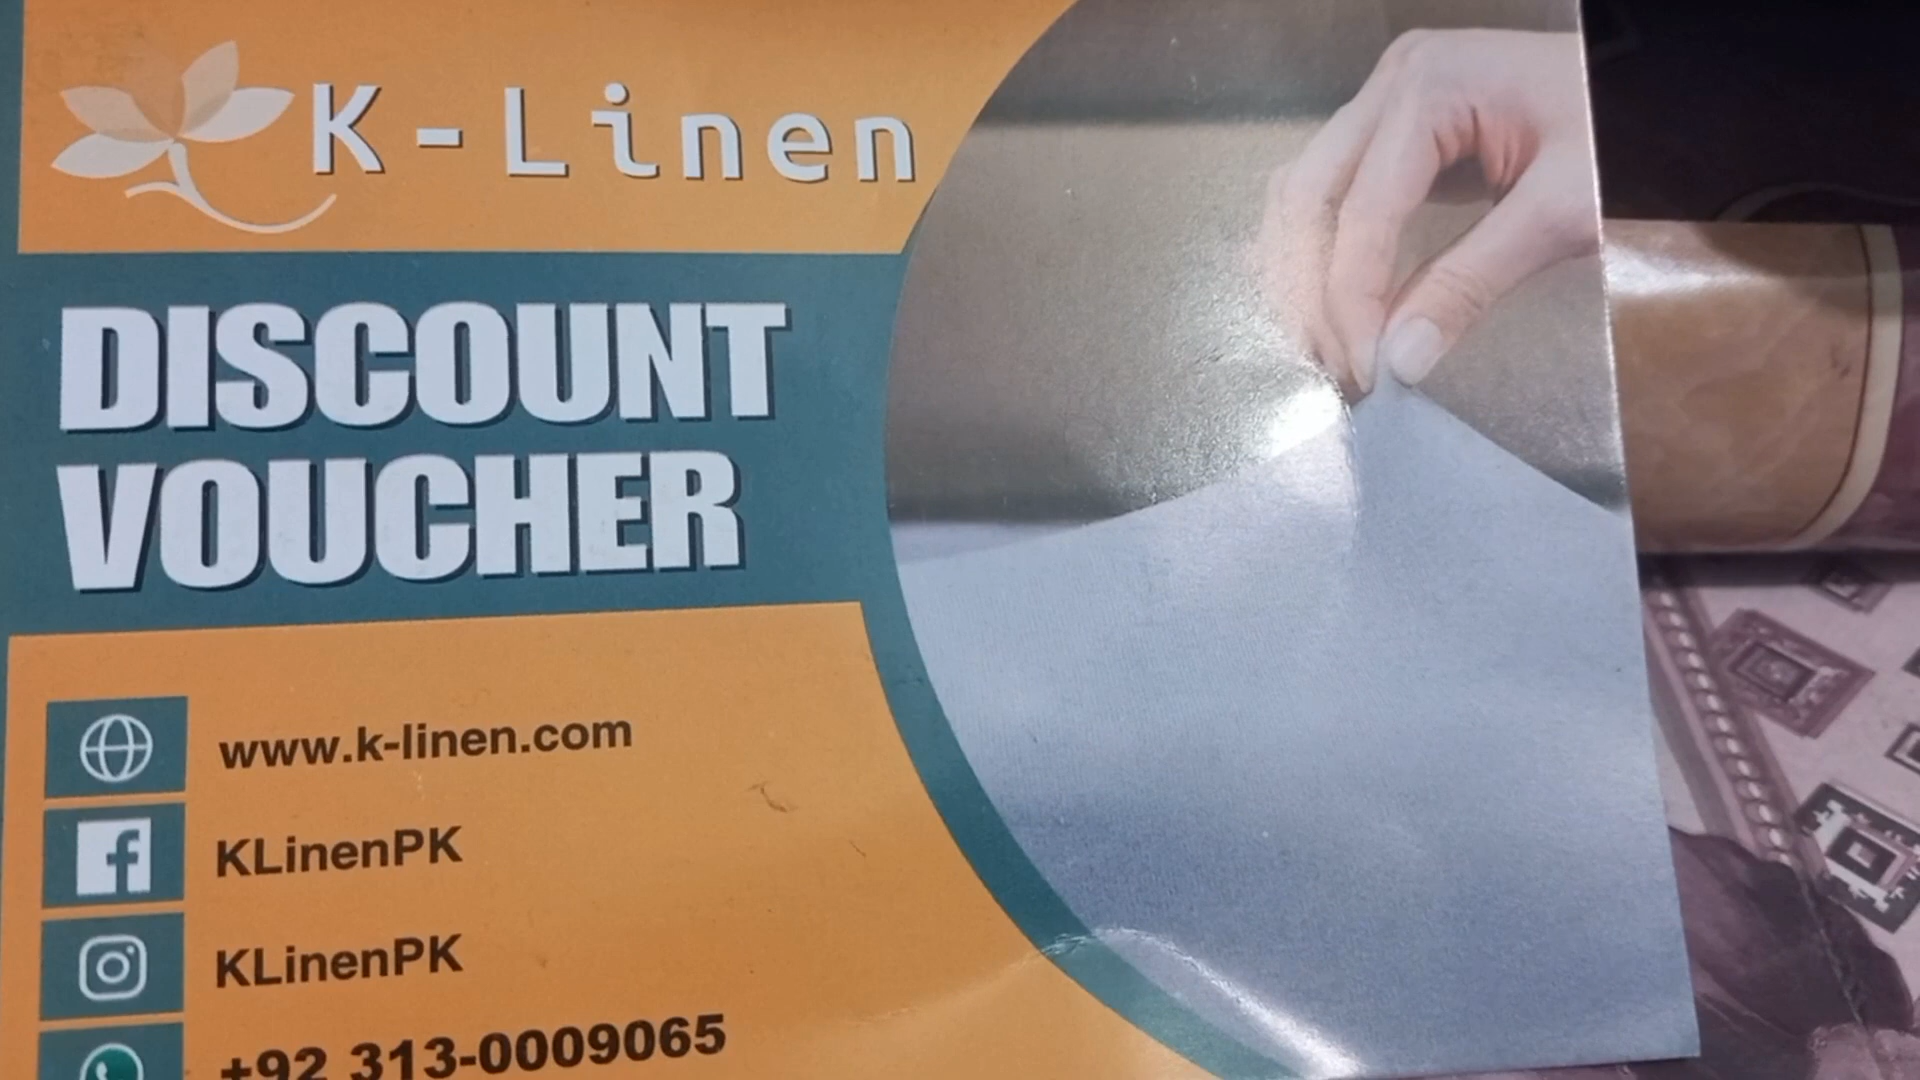 K-Linen
DISCOUNT
VOUCHER
www.k-linen.com
KLinenPK
KLinenPK
+92 313-0009065